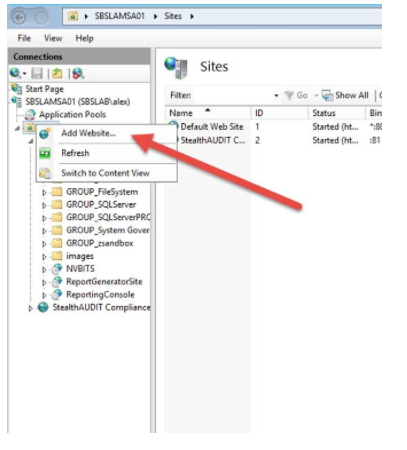 SBSLAMSA01 Sites
File View Help
Connections
Start Page
SBSLAMSA01 (SBSLAB\alex)
Application Pools
Add Website...
Refresh
Switch to Content View
GROUP_FileSystem
GROUP_SQLServer
GROUP_SQLServerPRC
GROUP_System Gover
GROUP_zsandbox
images
NVBITS
ReportGeneratorSite
ReportingConsole
StealthAUDIT Compliance
Sites
Filter: Go Show All
Name ID Status Bin
Default Web Site 1 Started (ht... *:80
StealthAUDIT C... 2 Started (ht... :81